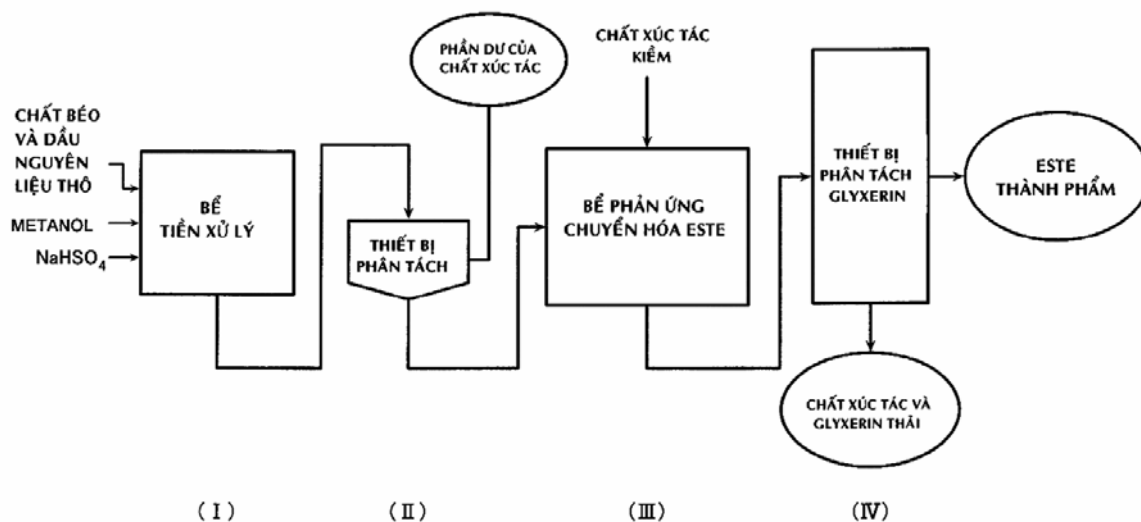 PHẦN DƯ CỦA
CHẤT XÚC TÁC
CHẤT XÚC TÁC
KIỀM
CHẤT BÉO
VÀ DẦU
NGUYÊN
LIỆU THÔ
METANOL
NaHSO4
BỂ
TIỀN XỬ LÝ
THIẾT BỊ
PHÂN TÁCH
BỂ PHẢN ỨNG
CHUYỂN HÓA ESTE
THIẾT BỊ
PHÂN TÁCH
GLYXERIN
ESTE
THÀNH PHẨM
CHẤT XÚC TÁC VÀ
GLYXERIN THẢI
(I) (II) (III) (IV)